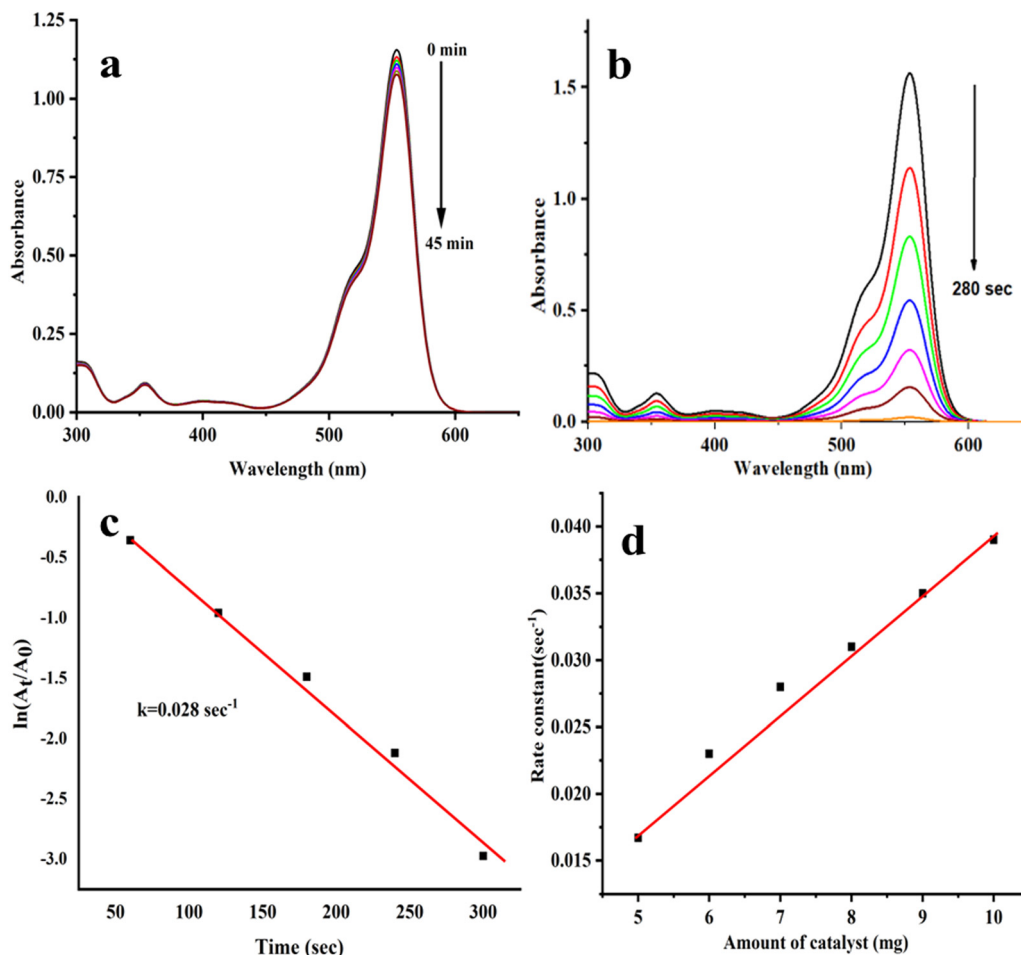 a
1.25
1.00
0.75
0.50
0.25
0.00
300
400
500
600
Absorbance
Wavelength (nm)
0 min
45 min
b
1.5
1.0
0.5
0.0
300
400
500
600
Absorbance
Wavelength (nm)
280 sec
c
0.0
-0.5
-1.0
-1.5
-2.0
-2.5
-3.0
50
100
150
200
250
300
ln(At/A0)
Time (sec)
k=0.028 sec-1
d
0.040
0.035
0.030
0.025
0.020
0.015
5
6
7
8
9
10
Rate constant(sec-1)
Amount of catalyst (mg)